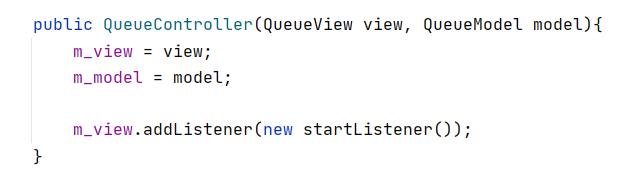 public QueueController(QueueView view, QueueModel model){
    m_view = view;
    m_model = model;

    m_view.addListener(new startListener());
}